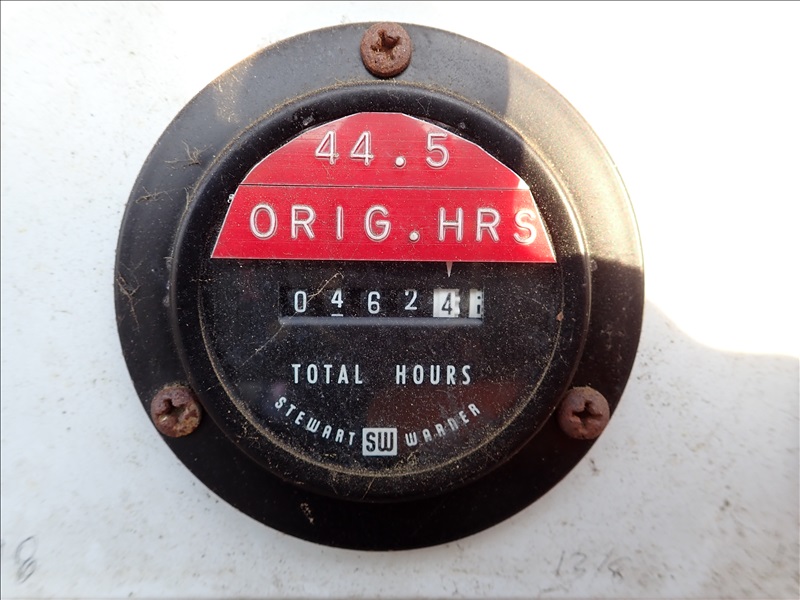 44.5
ORIG.HRS
04624
TOTAL HOURS
STEWART SW WARNER